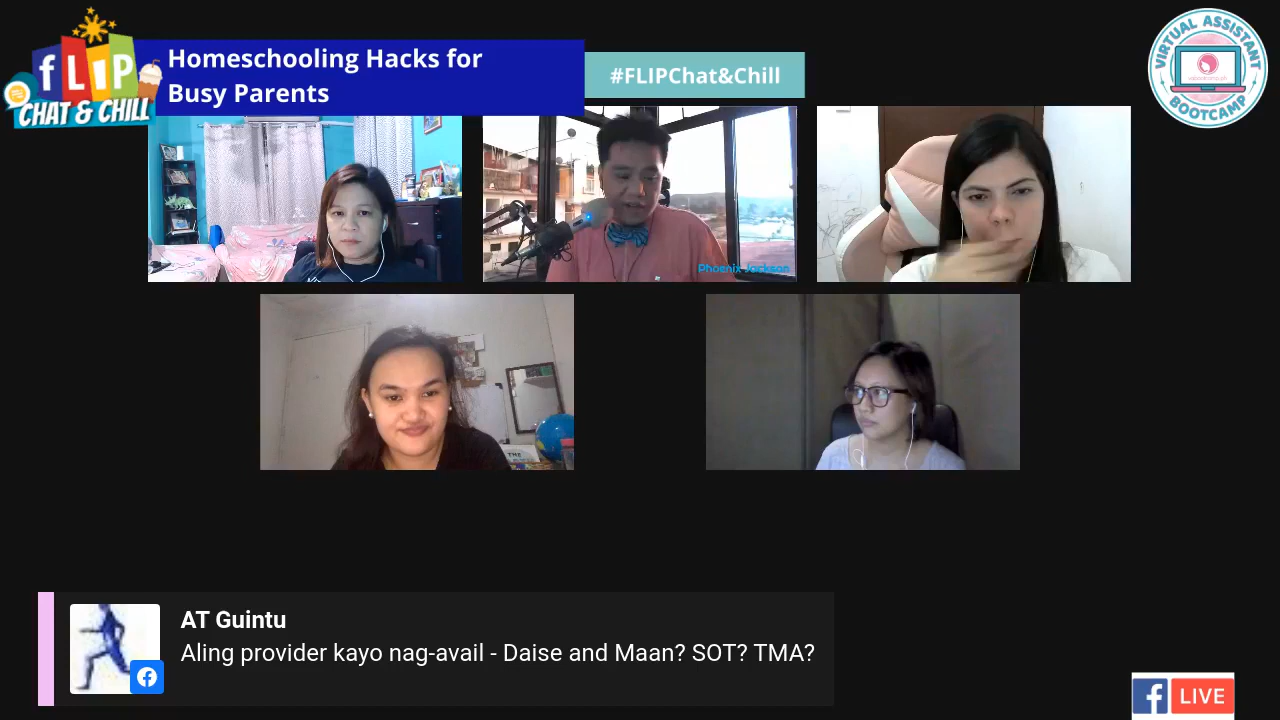 fLIP
CHAT & CHILL
Homeschooling Hacks for
Busy Parents
#FLIPChat&Chill
VIRTUAL ASSISTANT
BOOTCAMP
Phoenix Jackson
AT Guintu
Aling provider kayo nag-avail - Daise and Maan? SOT? TMA?
f LIVE